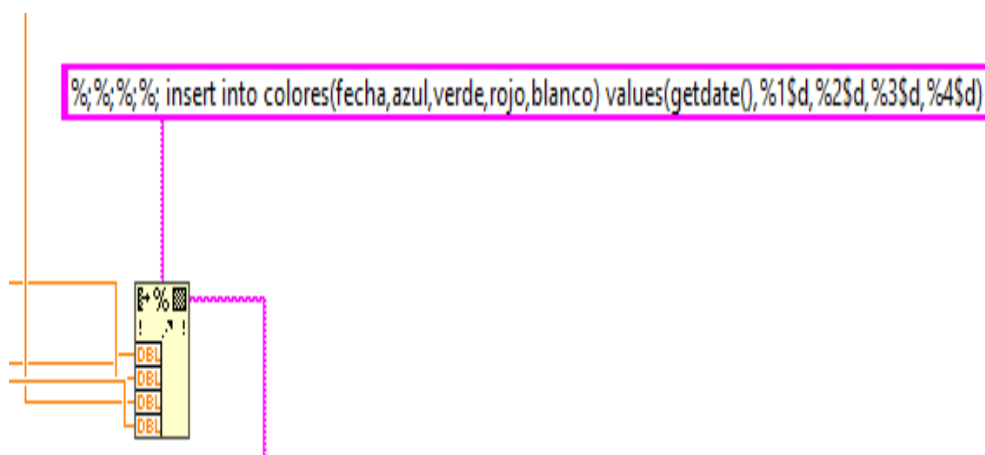 %;%;%;%; insert into colores(fecha,azul,verde,rojo,blanco) values(getdate(),%1$d,%2$d,%3$d,%4$d)
%
! !
DBL
DBL
DBL
DBL